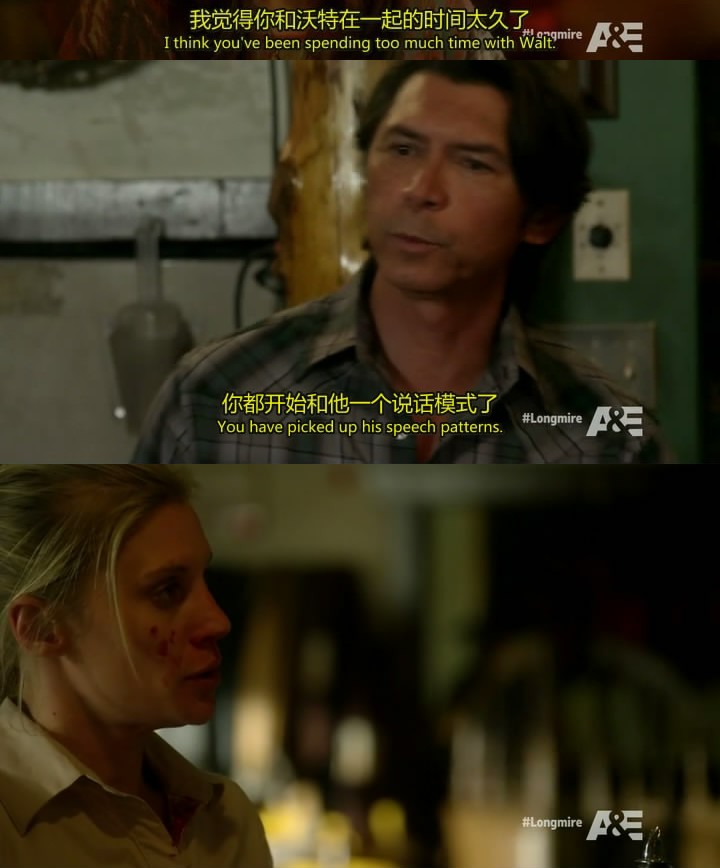 我觉得你和沃特在一起的时间太久了
I think you've been spending too much time with Walt.
#Longmire A&E
你都开始和他一个说话模式了
You have picked up his speech patterns.
#Longmire A&E
#Longmire A&E